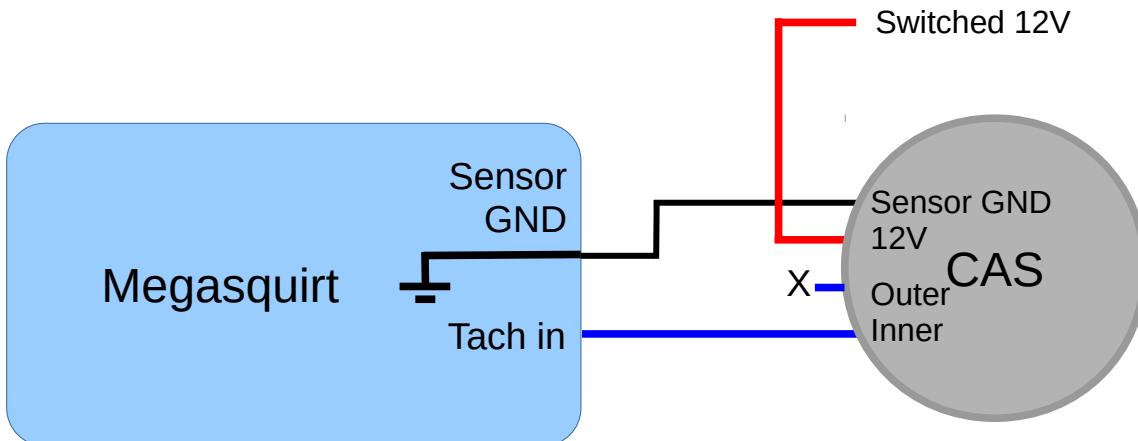 Switched 12V
Sensor
GND
Megasquirt
Tach in
Sensor GND
12V
CAS
X
Outer
Inner